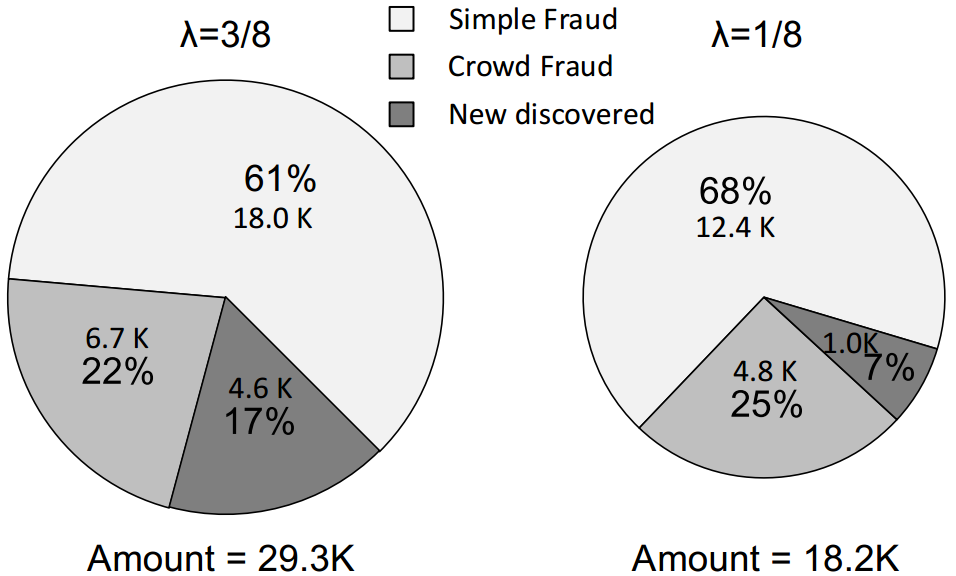 λ=3/8
Simple Fraud
Crowd Fraud
New discovered
λ=1/8
61%
18.0 K
6.7 K
22%
4.6 K
17%
Amount = 29.3K
68%
12.4 K
1.0K
7%
4.8 K
25%
Amount = 18.2K